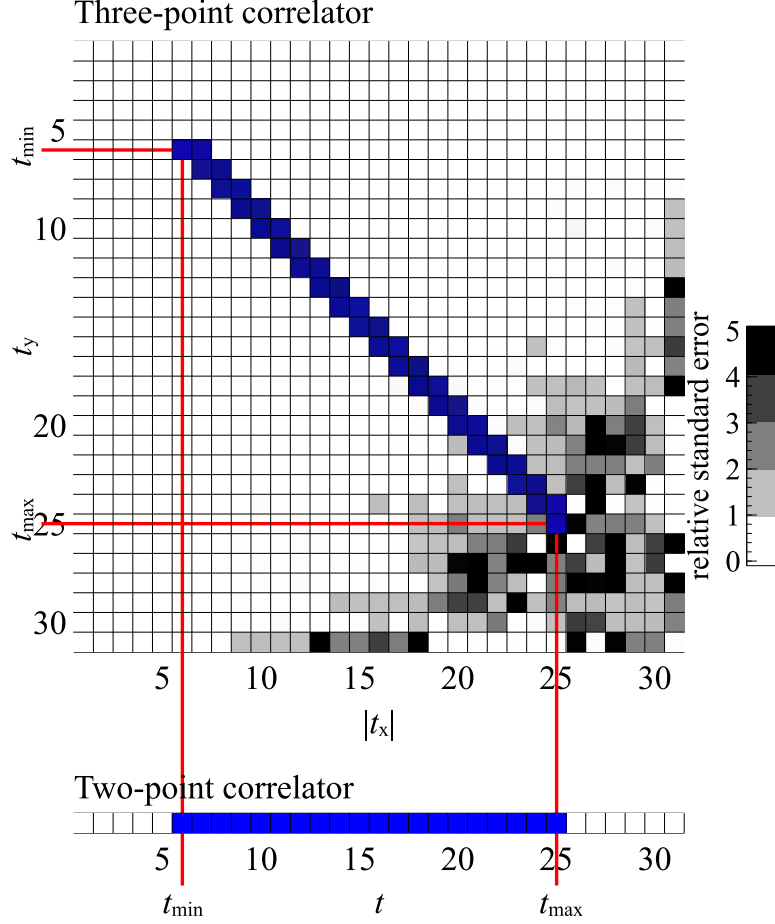 Three-point correlator
5
t_min
10
t_y
20
t_max
25
30
5 10 15 20 25 30
|t_x|
relative standard error
5
4
3
2
1
0
Two-point correlator
5 10 15 20 25 30
t_min t t_max